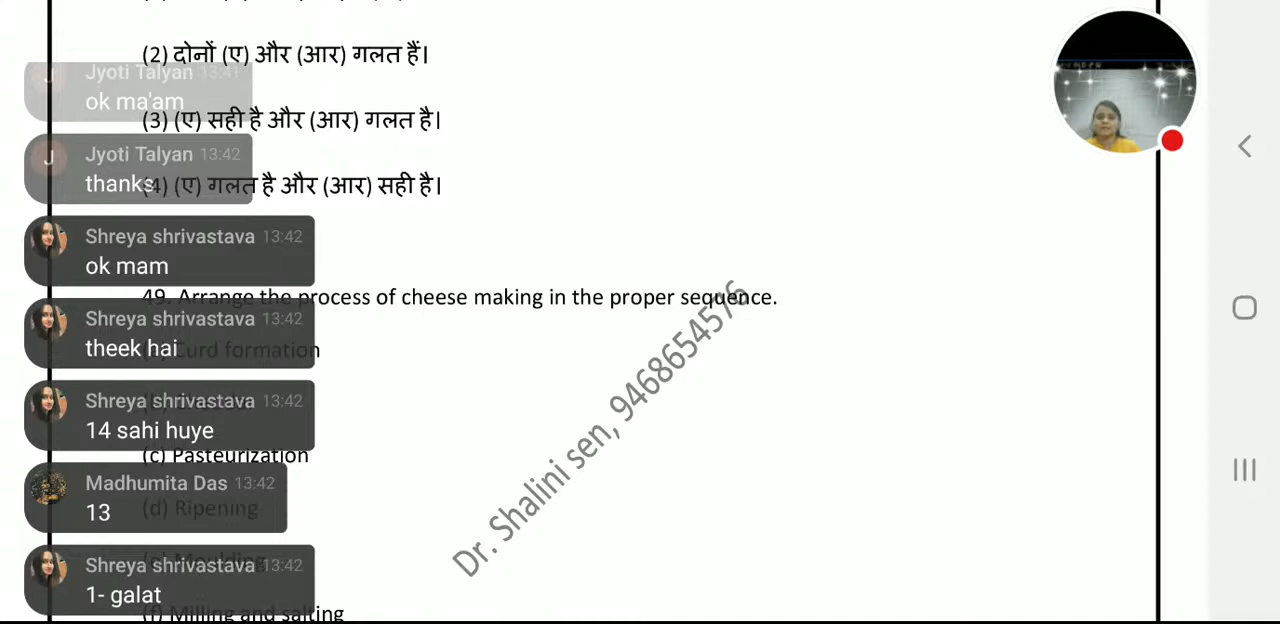 (2) दोनों (ए) और (आर) गलत हैं।
Jyoti Talyan 13:41
ok ma'am
(3) (ए) सही है और (आर) गलत है।
Jyoti Talyan 13:42
thanks
(4) (ए) गलत है और (आर) सही है।
Shreya shrivastava 13:42
ok mam
49. Arrange the process of cheese making in the proper sequence.
Shreya shrivastava 13:42
theek hai
Curd formation
Shreya shrivastava 13:42
14 sahi huye
(c) Pasteurization
Madhumita Das 13:42
13
(d) Ripening
Shreya shrivastava 13:42
1- galat
(e) Moulding
(f) Milling and salting
Dr. Shalini sen, 9468654576